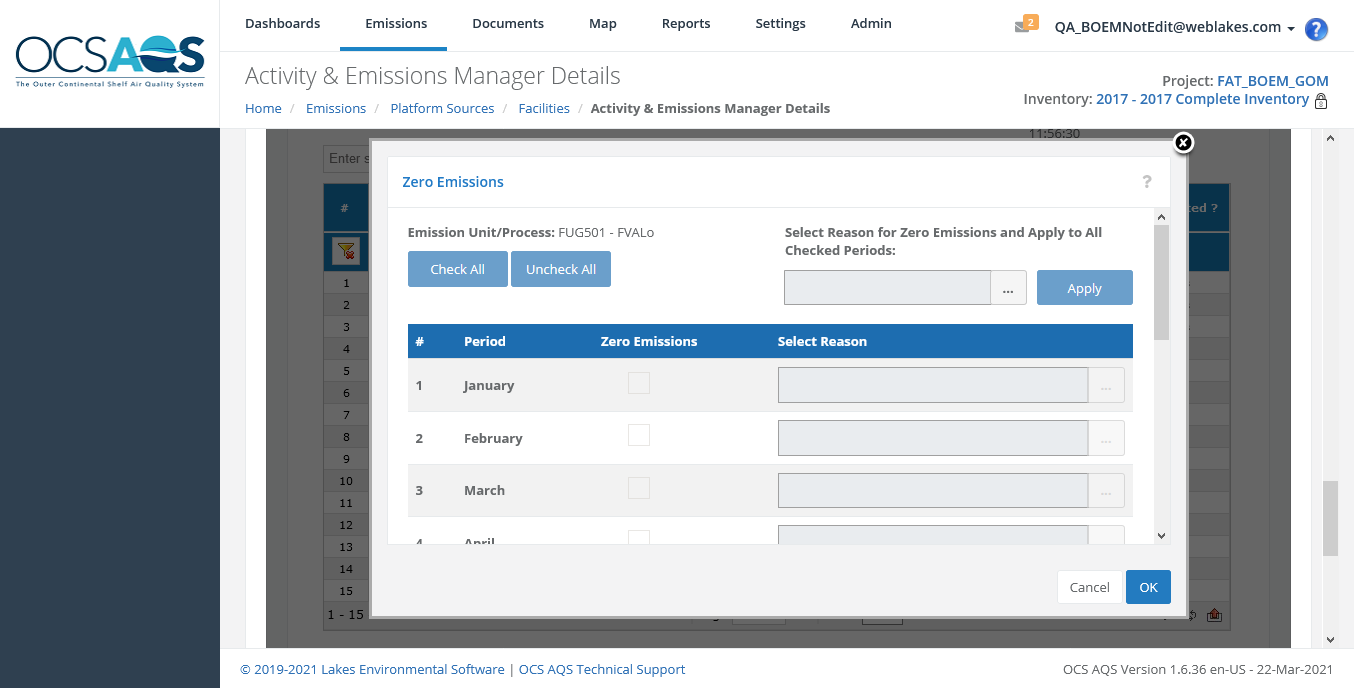 OCSAQS
The Outer Continental Shelf Air Quality System
Dashboards Emissions Documents Map Reports Settings Admin
2 QA_BOEMNotEdit@weblakes.com ?
Activity & Emissions Manager Details
Project: FAT_BOEM_GOM
Inventory: 2017 - 2017 Complete Inventory
Home / Emissions / Platform Sources / Facilities / Activity & Emissions Manager Details
11:56:30
Enter s
# ted ?
Zero Emissions ?
Emission Unit/Process: FUG501 - FVALo
Select Reason for Zero Emissions and Apply to All
Checked Periods:
Check All Uncheck All
... Apply
# Period Zero Emissions Select Reason
1 January ...
2 February ...
3 March ...
4 April
1
2
3
4
5
6
7
8
9
10
11
12
13
14
15
1 - 15
Cancel OK
© 2019-2021 Lakes Environmental Software | OCS AQS Technical Support
OCS AQS Version 1.6.36 en-US - 22-Mar-2021